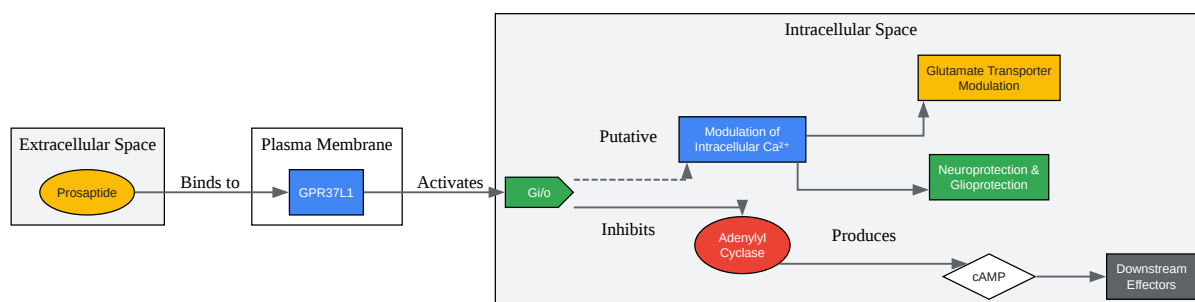 Intracellular Space
Glutamate Transporter
Modulation
Extracellular Space
Plasma Membrane
Putative
Modulation of
Intracellular Ca²⁺
Prosaptide
Binds to
GPR37L1
Activates
Gi/o
Neuroprotection &
Glioprotection
Inhibits
Adenylyl
Cyclase
Produces
cAMP
Downstream
Effectors